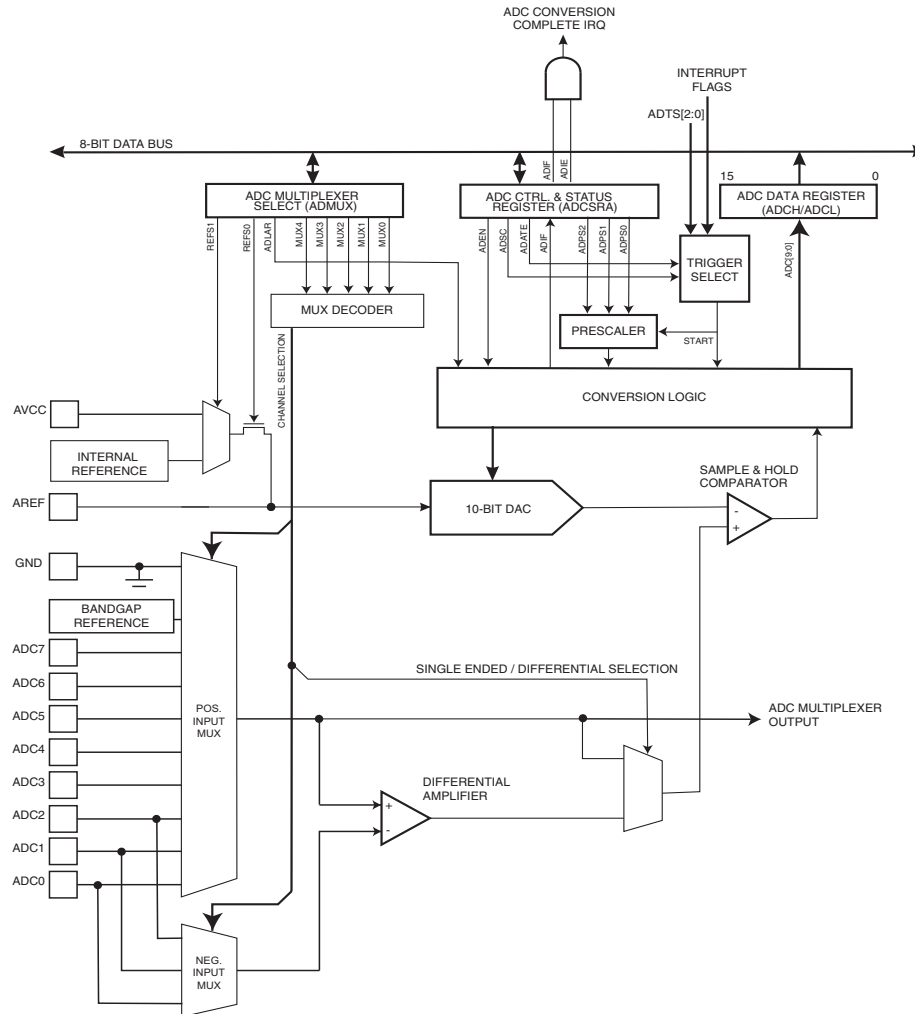 ADC CONVERSION
COMPLETE IRQ
INTERRUPT
FLAGS
ADTS[2:0]
8-BIT DATA BUS
ADIF
ADIE
15
0
ADC MULTIPLEXER
SELECT (ADMUX)
ADC CTRL. & STATUS
REGISTER (ADCSRA)
ADC DATA REGISTER
(ADCH/ADCL)
REFS1
REFS0
ADLAR
MUX4
MUX3
MUX2
MUX1
MUX0
ADEN
ADSC
ADATE
ADIF
ADPS2
ADPS1
ADPS0
ADC[9:0]
TRIGGER
SELECT
MUX DECODER
PRESCALER
START
CHANNEL SELECTION
CONVERSION LOGIC
AVCC
INTERNAL
REFERENCE
SAMPLE & HOLD
COMPARATOR
AREF
10-BIT DAC
-
+
GND
BANDGAP
REFERENCE
ADC7
SINGLE ENDED / DIFFERENTIAL SELECTION
ADC6
ADC5
POS.
INPUT
MUX
ADC MULTIPLEXER
OUTPUT
ADC4
ADC3
DIFFERENTIAL
AMPLIFIER
ADC2
+
-
ADC1
ADC0
NEG.
INPUT
MUX